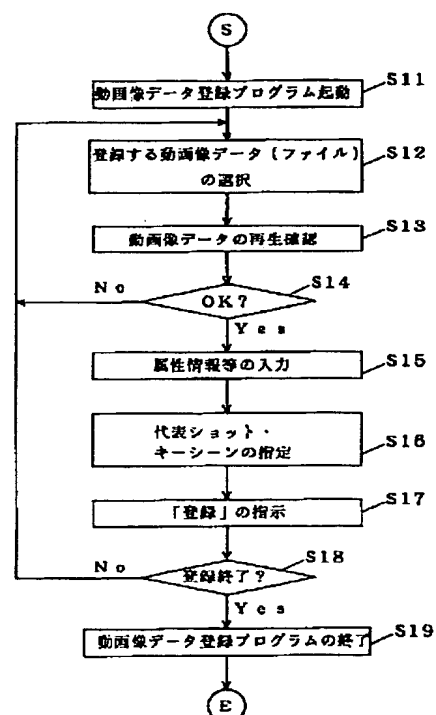 S
動画像データ登録プログラム起動
S11
登録する動画像データ(ファイル)
の選択
S12
動画像データの再生確認
S13
No
OK?
S14
Yes
属性情報等の入力
S15
代表ショット・
キーシーンの指定
S16
「登録」の指示
S17
No
登録終了?
S18
Yes
動画像データ登録プログラムの終了
S19
E